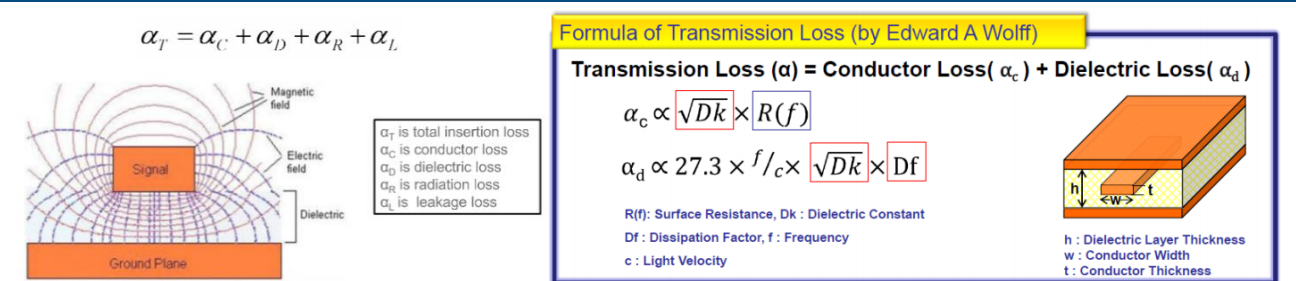 α_T = α_C + α_D + α_R + α_L
Magnetic
field
Signal
Electric
field
Dielectric
Ground Plane
α_T is total insertion loss
α_C is conductor loss
α_D is dielectric loss
α_R is radiation loss
α_L is leakage loss
Formula of Transmission Loss (by Edward A Wolff)
Transmission Loss (α) = Conductor Loss( α_c ) + Dielectric Loss( α_d )
α_c ∝ √Dk × R(f)
α_d ∝ 27.3 × f/c × √Dk × Df
R(f): Surface Resistance, Dk : Dielectric Constant
Df : Dissipation Factor, f : Frequency
c : Light Velocity
h
t
w
h : Dielectric Layer Thickness
w : Conductor Width
t : Conductor Thickness